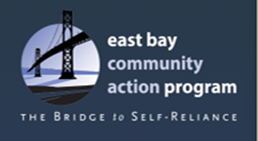 east bay
community
action program
THE BRIDGE to SELF-RELIANCE